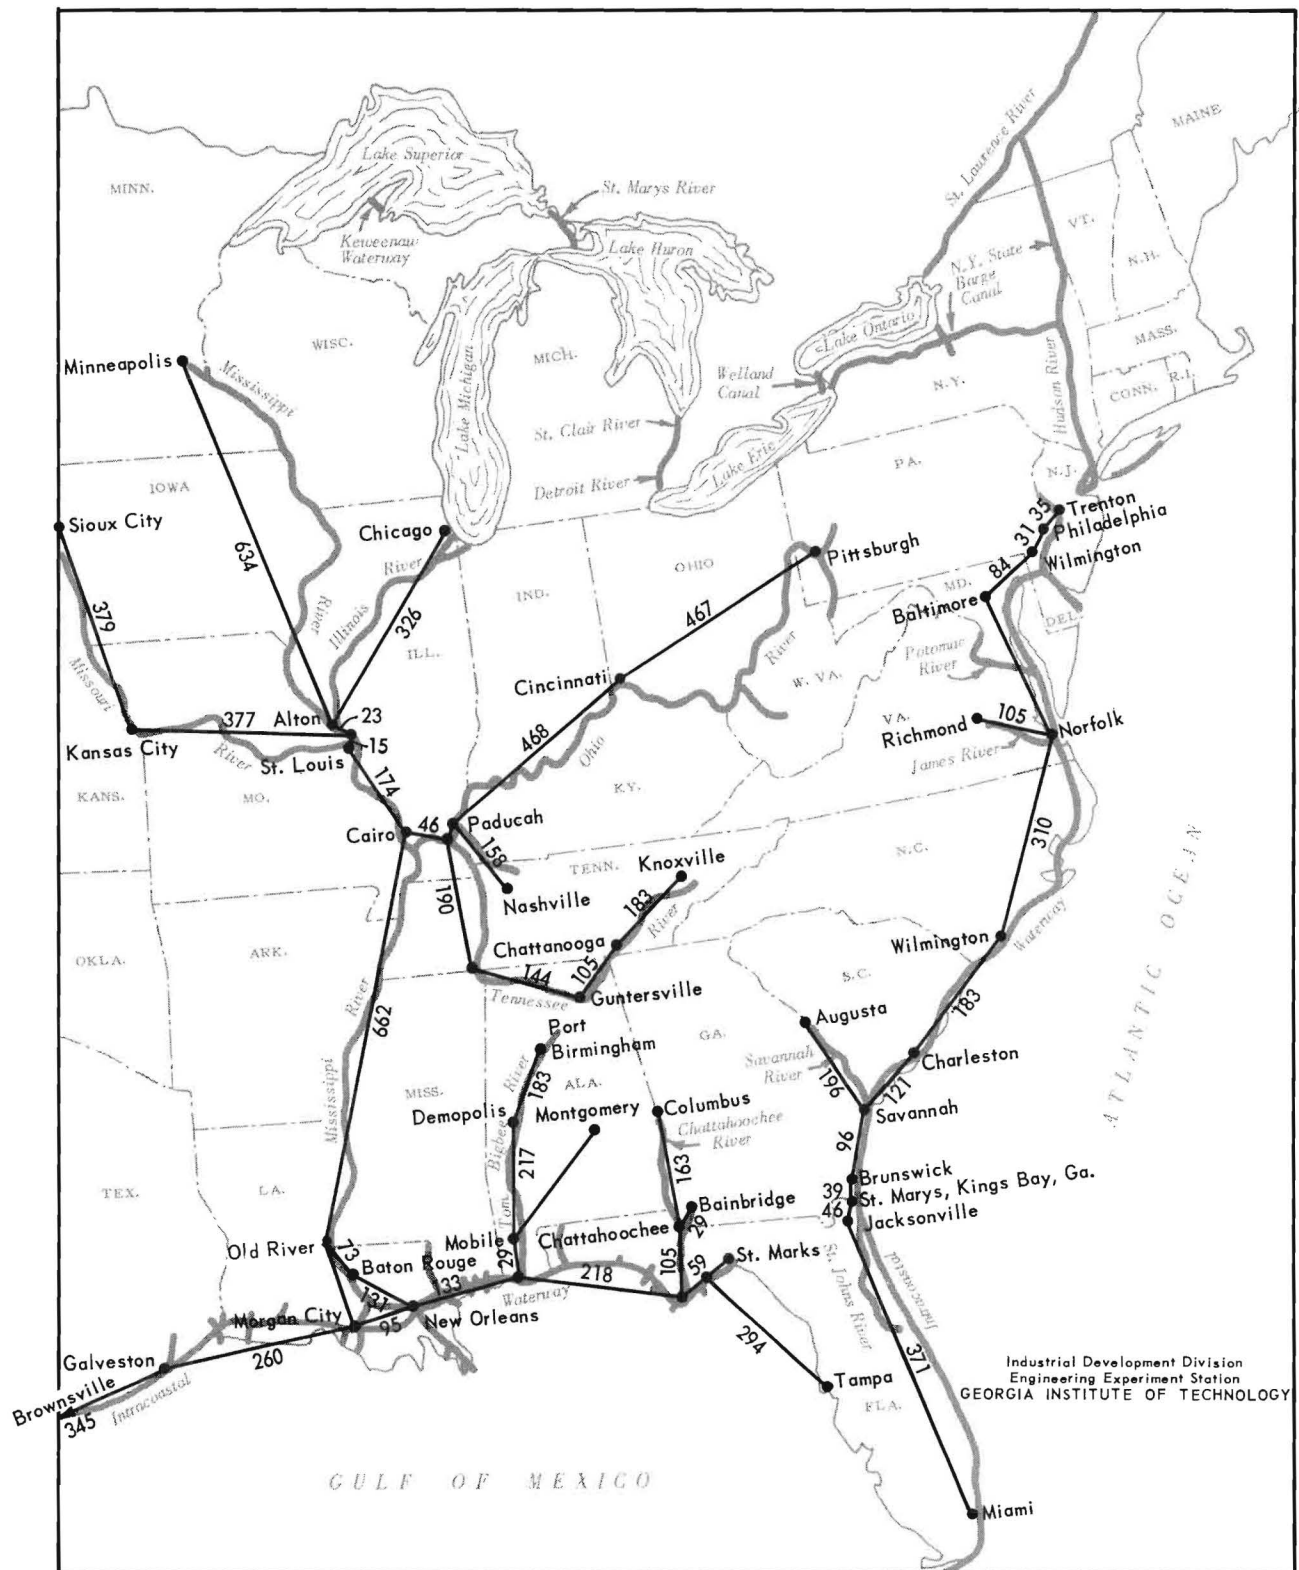 MAINE
St. Laurence River
Lake Superior
MINN.
St. Marys River
VT.
Keweenaw
Waterway
Lake Huron
N.Y. State
Barge
Canal
N.H.
WISC.
Lake Ontario
MICH.
MASS.
Minneapolis
Mississippi
Lake Michigan
Welland
Canal
N.Y.
Hudson River
CONN.
R.I.
St. Clair River
Lake Erie
PA.
N.J.
IOWA
Detroit River
Sioux City
Chicago
35
Trenton
Philadelphia
31
634
Pittsburgh
Wilmington
River
OHIO
84
MD.
IND.
Baltimore
379
River
Illinois
326
467
DEL.
ILL.
River
Potomac
River
Missouri
Cincinnati
W. VA.
377
Alton
23
VA.
105
Norfolk
Kansas City
River
15
468
Richmond
James River
St. Louis
Ohio
KANS.
MO.
174
KY.
Cairo
46
Paducah
310
158
TENN.
Knoxville
N.C.
190
Nashville
183
River
Waterway
Chattanooga
Wilmington
OKLA.
ARK.
105
144
S.C.
River
Tennessee
Guntersville
183
662
Port
Birmingham
Augusta
GA.
ATLANTIC OCEAN
Savannah
River
Charleston
River
183
ALA.
196
121
MISS.
Mississippi
Demopolis
Montgomery
Columbus
Savannah
Chattahoochee
River
Bigbee
96
217
163
Brunswick
TEX.
LA.
39
St. Marys, Kings Bay, Ga.
Bainbridge
Tom
46
Jacksonville
Mobile
Chattahoochee
29
Old River
73
Baton Rouge
29
105
59
St. Marks
131
33
218
Waterway
St. Johns River
Intracoastal
Morgan City
95
New Orleans
294
Galveston
260
371
Industrial Development Division
Engineering Experiment Station
GEORGIA INSTITUTE OF TECHNOLOGY
Brownsville
345
Intracoastal
Tampa
FLA.
GULF OF MEXICO
Miami